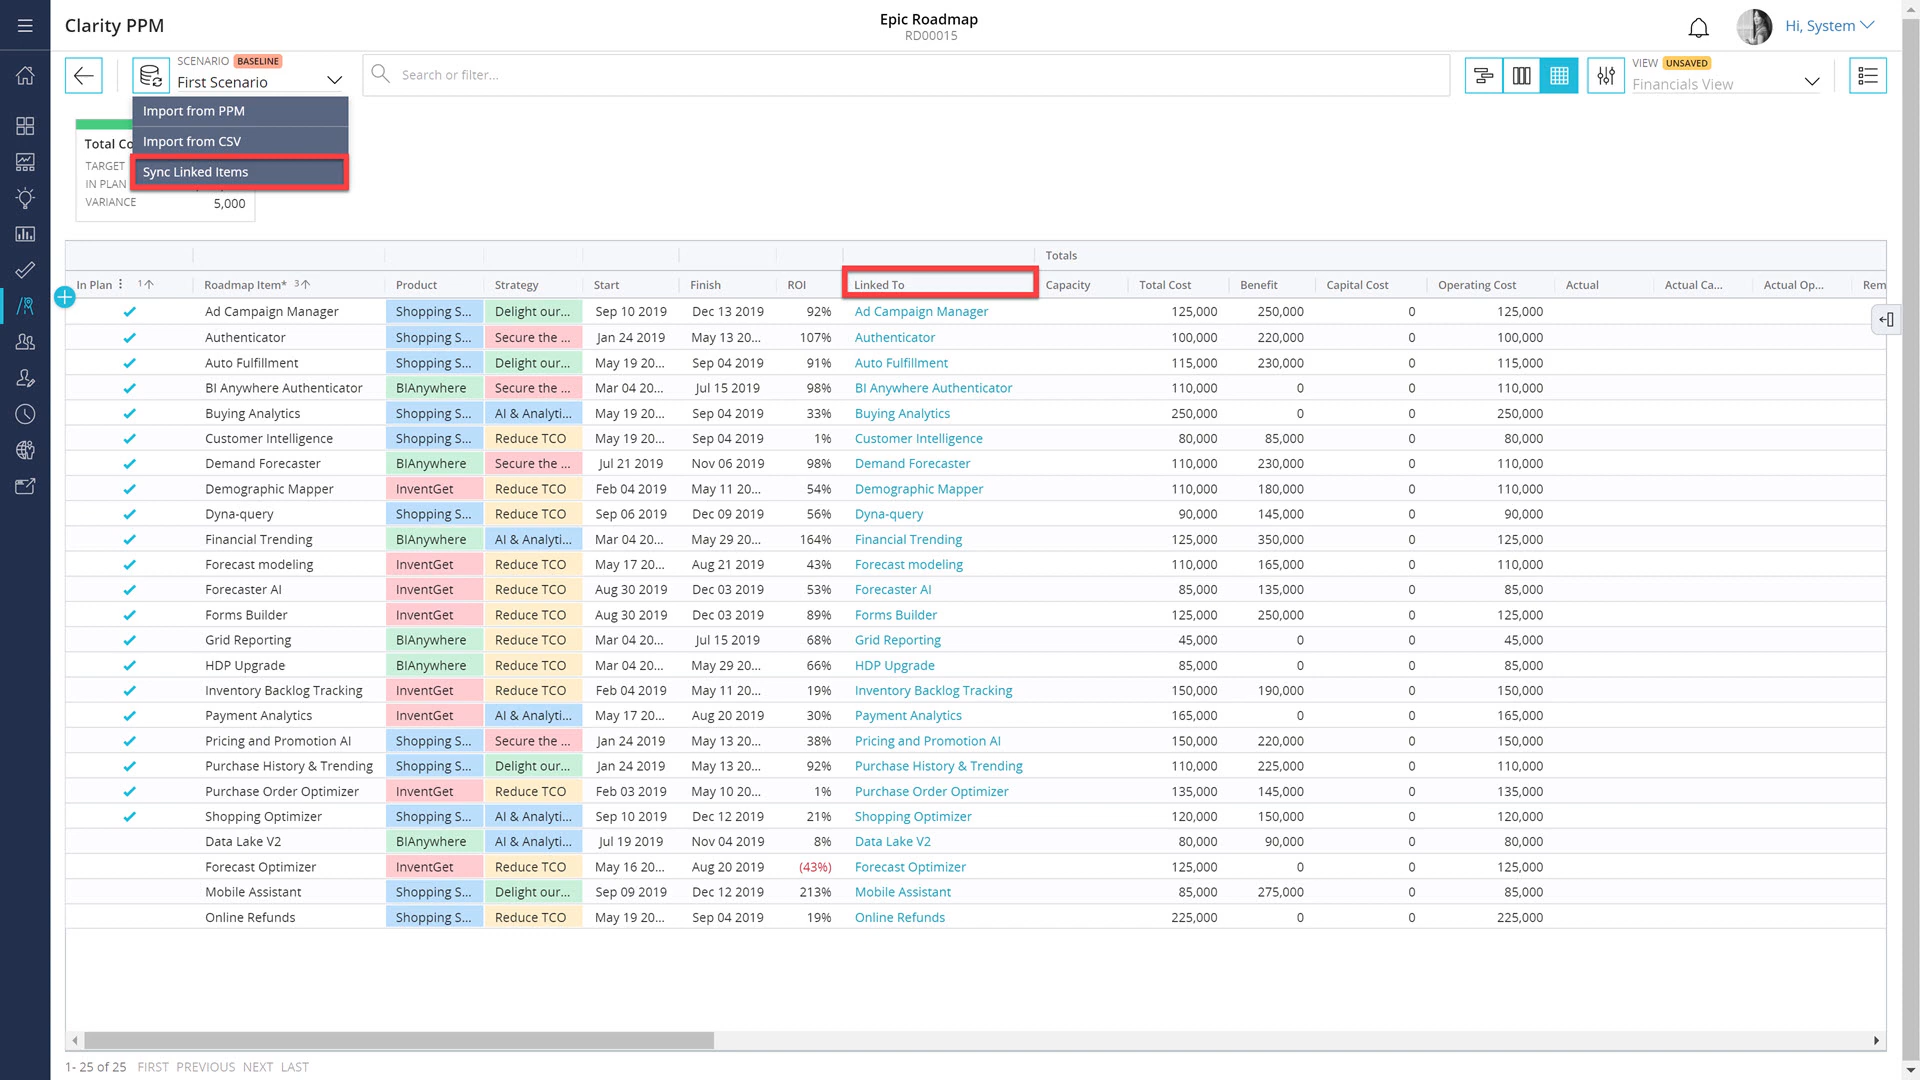 Clarity PPM
Epic Roadmap
RD00015
Hi, System
SCENARIO BASELINE
First Scenario
Search or filter...
VIEW UNSAVED
Financials View
Import from PPM
Import from CSV
Sync Linked Items
Total Co
TARGET
IN PLAN
VARIANCE 5,000
Totals
In Plan 1 Roadmap Item* 3 Product Strategy Start Finish ROI Linked To Capacity Total Cost Benefit Capital Cost Operating Cost Actual Actual Ca... Actual Op... Rem
Ad Campaign Manager Shopping S... Delight our... Sep 10 2019 Dec 13 2019 92% Ad Campaign Manager 125,000 250,000 0 125,000
Authenticator Shopping S... Secure the ... Jan 24 2019 May 13 20... 107% Authenticator 100,000 220,000 0 100,000
Auto Fulfillment Shopping S... Delight our... May 19 20... Sep 04 2019 91% Auto Fulfillment 115,000 230,000 0 115,000
BI Anywhere Authenticator BIAnywhere Secure the ... Mar 04 20... Jul 15 2019 98% BI Anywhere Authenticator 110,000 0 0 110,000
Buying Analytics Shopping S... AI & Analyti... May 19 20... Sep 04 2019 33% Buying Analytics 250,000 0 0 250,000
Customer Intelligence Shopping S... Reduce TCO May 19 20... Sep 04 2019 1% Customer Intelligence 80,000 85,000 0 80,000
Demand Forecaster BIAnywhere Secure the ... Jul 21 2019 Nov 06 2019 98% Demand Forecaster 110,000 230,000 0 110,000
Demographic Mapper InventGet Reduce TCO Feb 04 2019 May 11 20... 54% Demographic Mapper 110,000 180,000 0 110,000
Dyna-query Shopping S... Reduce TCO Sep 06 2019 Dec 09 2019 56% Dyna-query 90,000 145,000 0 90,000
Financial Trending BIAnywhere AI & Analyti... Mar 04 20... May 29 20... 164% Financial Trending 125,000 350,000 0 125,000
Forecast modeling InventGet Reduce TCO May 17 20... Aug 21 2019 43% Forecast modeling 110,000 165,000 0 110,000
Forecaster AI InventGet Reduce TCO Aug 30 2019 Dec 03 2019 53% Forecaster AI 85,000 135,000 0 85,000
Forms Builder InventGet Reduce TCO Aug 30 2019 Dec 03 2019 89% Forms Builder 125,000 250,000 0 125,000
Grid Reporting BIAnywhere Reduce TCO Mar 04 20... Jul 15 2019 68% Grid Reporting 45,000 0 0 45,000
HDP Upgrade BIAnywhere Reduce TCO Mar 04 20... May 29 20... 66% HDP Upgrade 85,000 0 0 85,000
Inventory Backlog Tracking InventGet Reduce TCO Feb 04 2019 May 11 20... 19% Inventory Backlog Tracking 150,000 190,000 0 150,000
Payment Analytics InventGet AI & Analyti... May 17 20... Aug 20 2019 30% Payment Analytics 165,000 0 0 165,000
Pricing and Promotion AI Shopping S... Secure the ... Jan 24 2019 May 13 20... 38% Pricing and Promotion AI 150,000 220,000 0 150,000
Purchase History & Trending Shopping S... Delight our... Jan 24 2019 May 13 20... 92% Purchase History & Trending 110,000 225,000 0 110,000
Purchase Order Optimizer InventGet Reduce TCO Feb 03 2019 May 10 20... 1% Purchase Order Optimizer 135,000 145,000 0 135,000
Shopping Optimizer Shopping S... AI & Analyti... Sep 10 2019 Dec 12 2019 21% Shopping Optimizer 120,000 150,000 0 120,000
Data Lake V2 BIAnywhere AI & Analyti... Jul 19 2019 Nov 04 2019 8% Data Lake V2 80,000 90,000 0 80,000
Forecast Optimizer InventGet Reduce TCO May 16 20... Aug 20 2019 (43%) Forecast Optimizer 125,000 0 0 125,000
Mobile Assistant Shopping S... Delight our... Sep 09 2019 Dec 12 2019 213% Mobile Assistant 85,000 275,000 0 85,000
Online Refunds Shopping S... Reduce TCO May 19 20... Sep 04 2019 19% Online Refunds 225,000 0 0 225,000
1- 25 of 25 FIRST PREVIOUS NEXT LAST